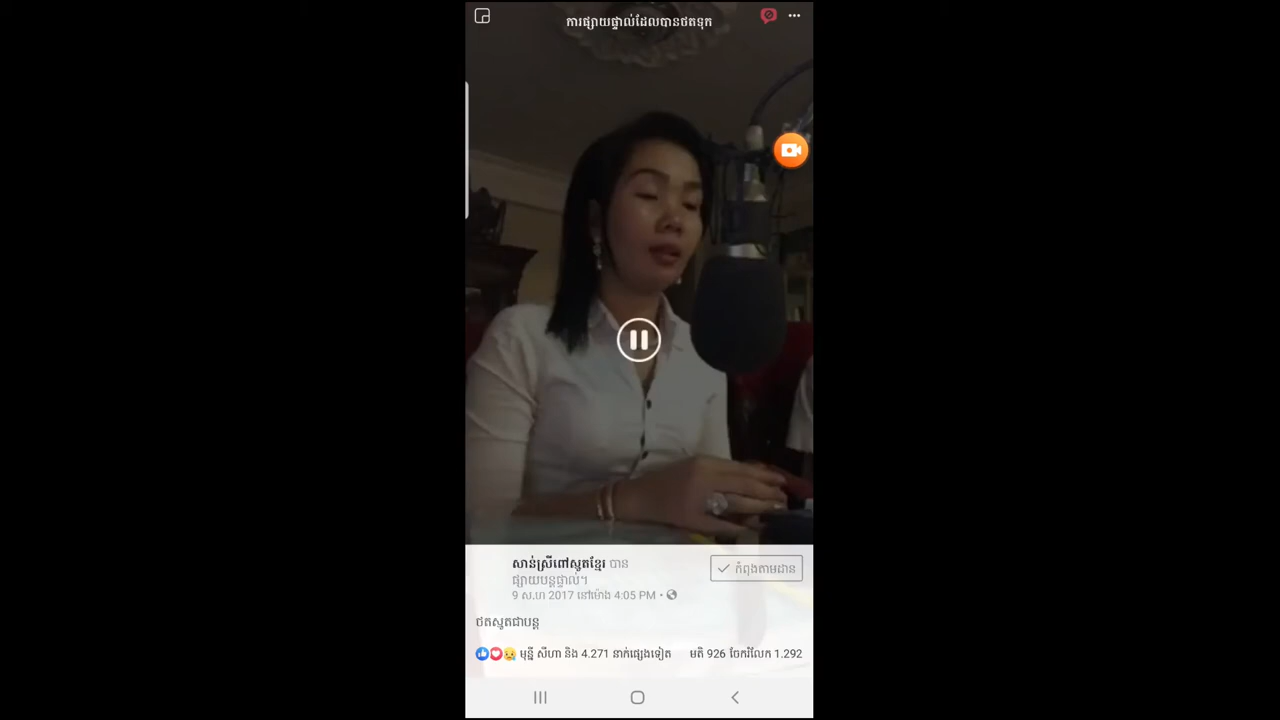 ការផ្សាយផ្ទាល់ដែលបានថតទុក
សាន់ស្រីពៅសូតខ្មែរ បាន
ផ្សាយបន្តផ្ទាល់។
កំពុងតាមដាន
9 ស.ហ 2017 នៅម៉ោង 4:05 PM
ថតសូតជាបន្ត
មុន្នី សីហា និង 4.271 នាក់ផ្សេងទៀត
មតិ 926 ចែករំលែក 1.292